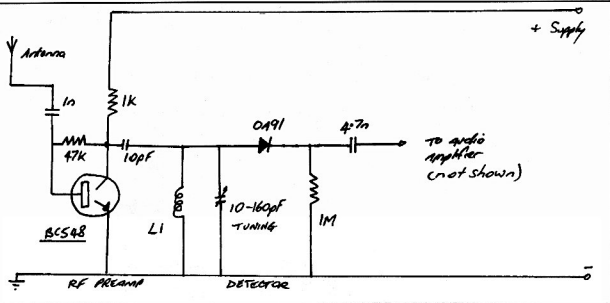 + Supply
Antenna
1n
1K
47K
10pF
OA91
4.7n
To audio
amplifier
(not shown)
BC548
L1
10-160pF
TUNING
1M
-
RF PREAMP
DETECTOR